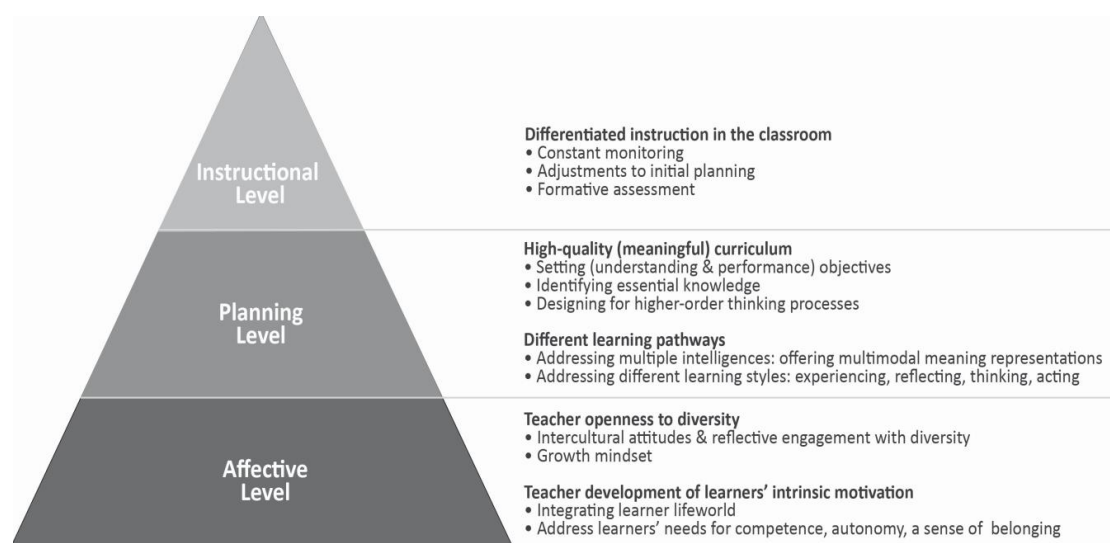 Instructional
Level
Differentiated instruction in the classroom
• Constant monitoring
• Adjustments to initial planning
• Formative assessment
Planning
Level
High-quality (meaningful) curriculum
• Setting (understanding & performance) objectives
• Identifying essential knowledge
• Designing for higher-order thinking processes
Different learning pathways
• Addressing multiple intelligences: offering multimodal meaning representations
• Addressing different learning styles: experiencing, reflecting, thinking, acting
Affective
Level
Teacher openness to diversity
• Intercultural attitudes & reflective engagement with diversity
• Growth mindset
Teacher development of learners' intrinsic motivation
• Integrating learner lifeworld
• Address learners' needs for competence, autonomy, a sense of belonging